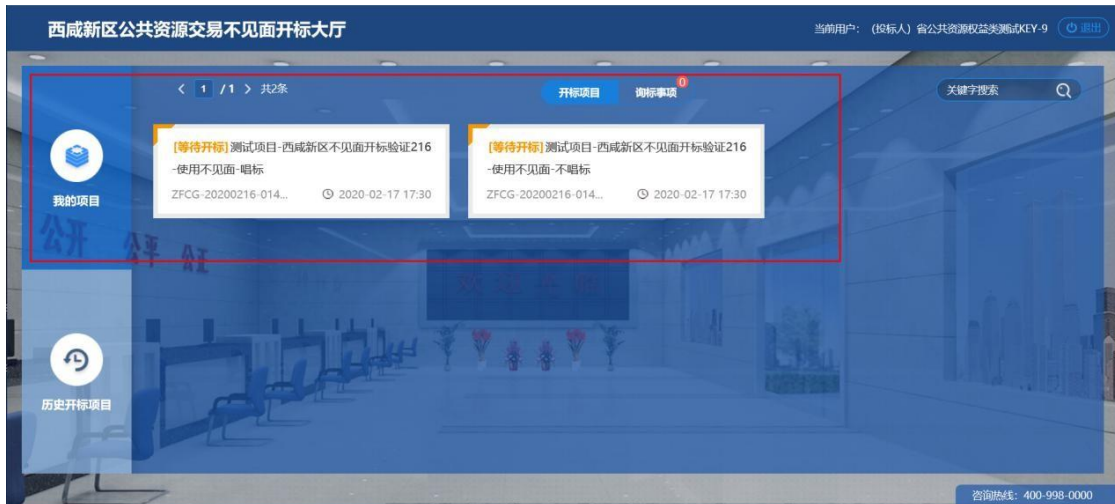 西咸新区公共资源交易不见面开标大厅
当前用户： (投标人) 省公共资源权益类测试KEY-9 退出
1 / 1 共2条
开标项目 询标事项 0
关键字搜索
我的项目
[等待开标]测试项目-西咸新区不见面开标验证216
-使用不见面-唱标
ZFCG-20200216-014... 2020-02-17 17:30
[等待开标]测试项目-西咸新区不见面开标验证216
-使用不见面-不唱标
ZFCG-20200216-014... 2020-02-17 17:30
公开 公平 公正
历史开标项目
咨询热线: 400-998-0000